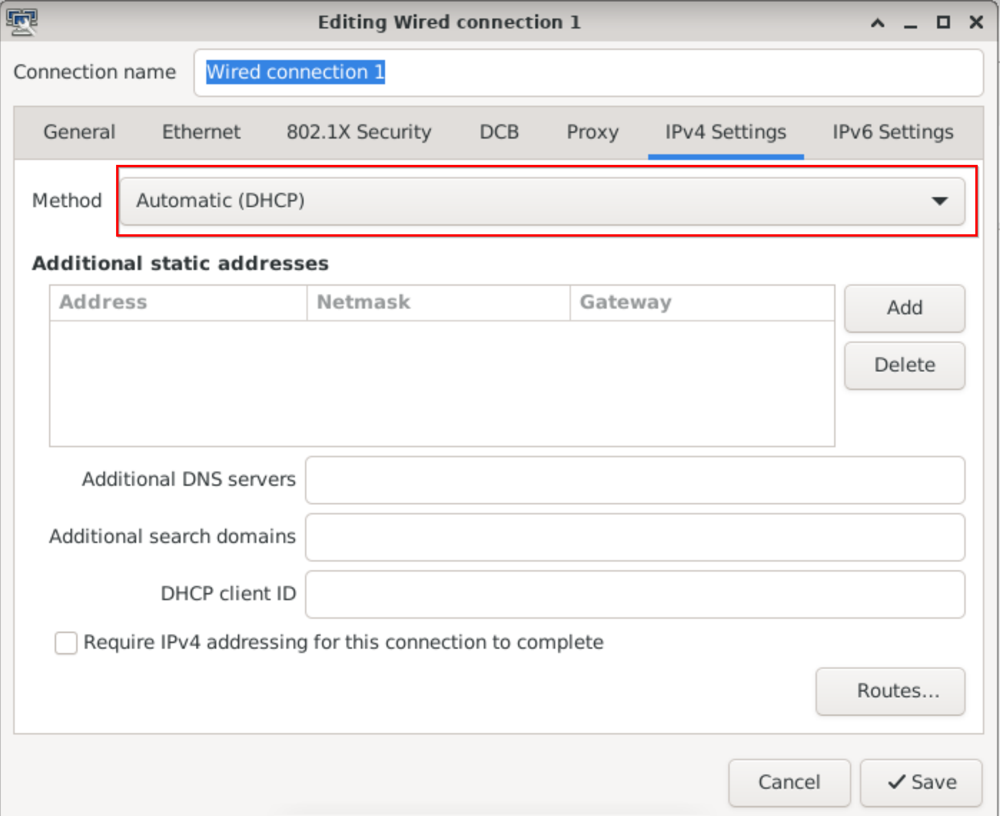 Editing Wired connection 1
Connection name Wired connection 1
General Ethernet 802.1X Security DCB Proxy IPv4 Settings IPv6 Settings
Method Automatic (DHCP)
Additional static addresses
Address Netmask Gateway Add
Delete
Additional DNS servers
Additional search domains
DHCP client ID
Require IPv4 addressing for this connection to complete
Routes...
Cancel Save